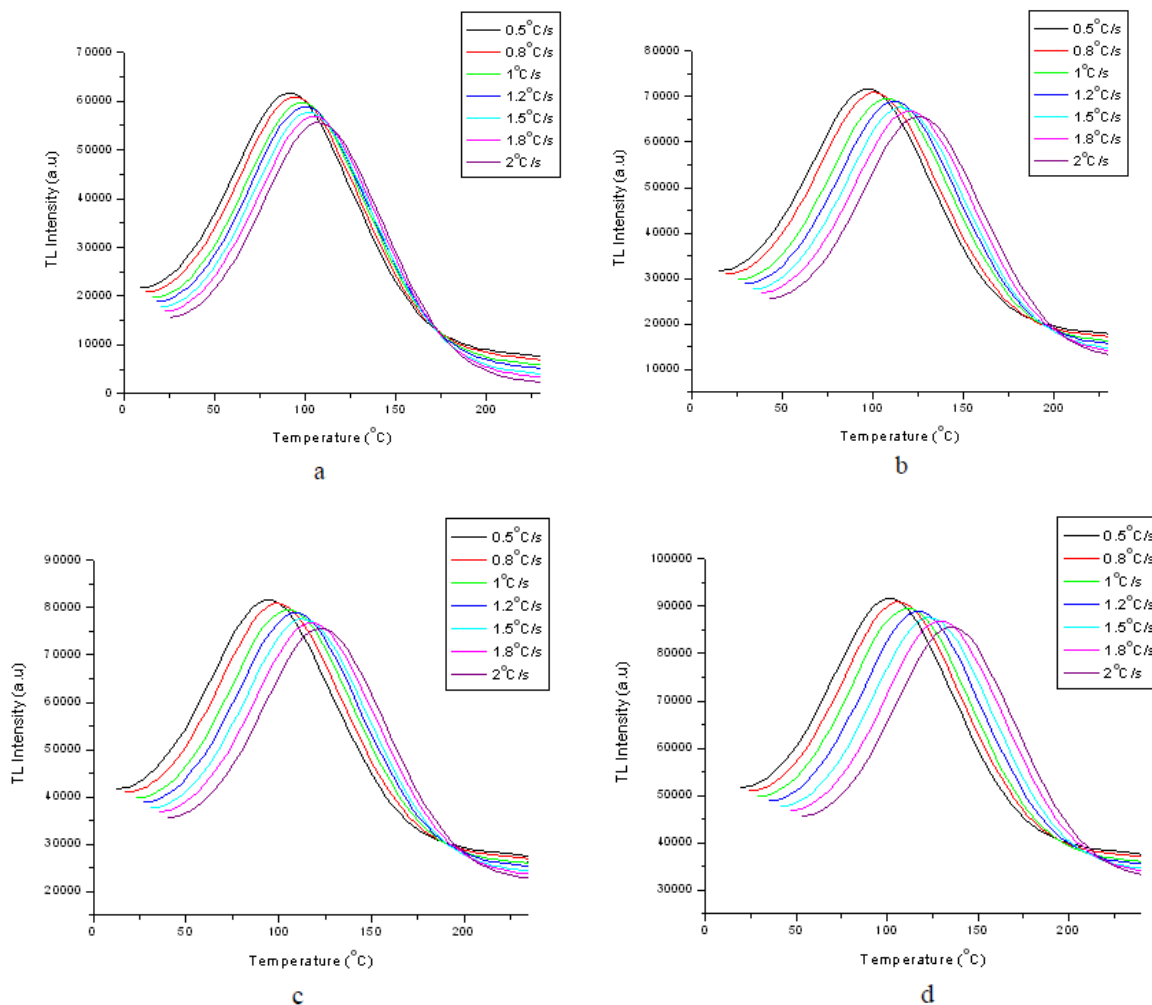 0.5°C/s
0.8°C/s
1°C/s
1.2°C/s
1.5°C/s
1.8°C/s
2°C/s
70000
60000
50000
40000
30000
20000
10000
0
TL Intensity (a.u)
0 50 100 150 200
Temperature (°C)
a
0.5°C/s
0.8°C/s
1°C/s
1.2°C/s
1.5°C/s
1.8°C/s
2°C/s
80000
70000
60000
50000
40000
30000
20000
10000
TL Intensity (a.u)
0 50 100 150 200
Temperature (°C)
b
0.5°C/s
0.8°C/s
1°C/s
1.2°C/s
1.5°C/s
1.8°C/s
2°C/s
90000
80000
70000
60000
50000
40000
30000
20000
TL Intensity (a.u)
0 50 100 150 200
Temperature (°C)
c
0.5°C/s
0.8°C/s
1°C/s
1.2°C/s
1.5°C/s
1.8°C/s
2°C/s
100000
90000
80000
70000
60000
50000
40000
30000
TL Intensity (a.u)
0 50 100 150 200
Temperature (°C)
d